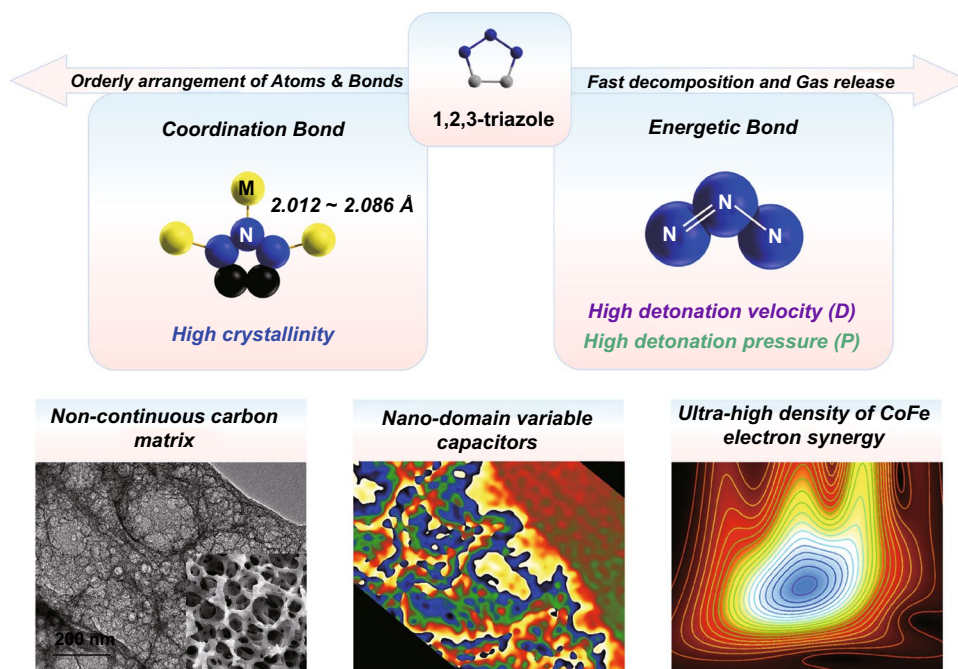 Orderly arrangement of Atoms & Bonds
1,2,3-triazole
Fast decomposition and Gas release
Coordination Bond
M
2.012 ~ 2.086 Å
N
High crystallinity
Energetic Bond
N
N
N
High detonation velocity (D)
High detonation pressure (P)
Non-continuous carbon
matrix
200 nm
Nano-domain variable
capacitors
Ultra-high density of CoFe
electron synergy